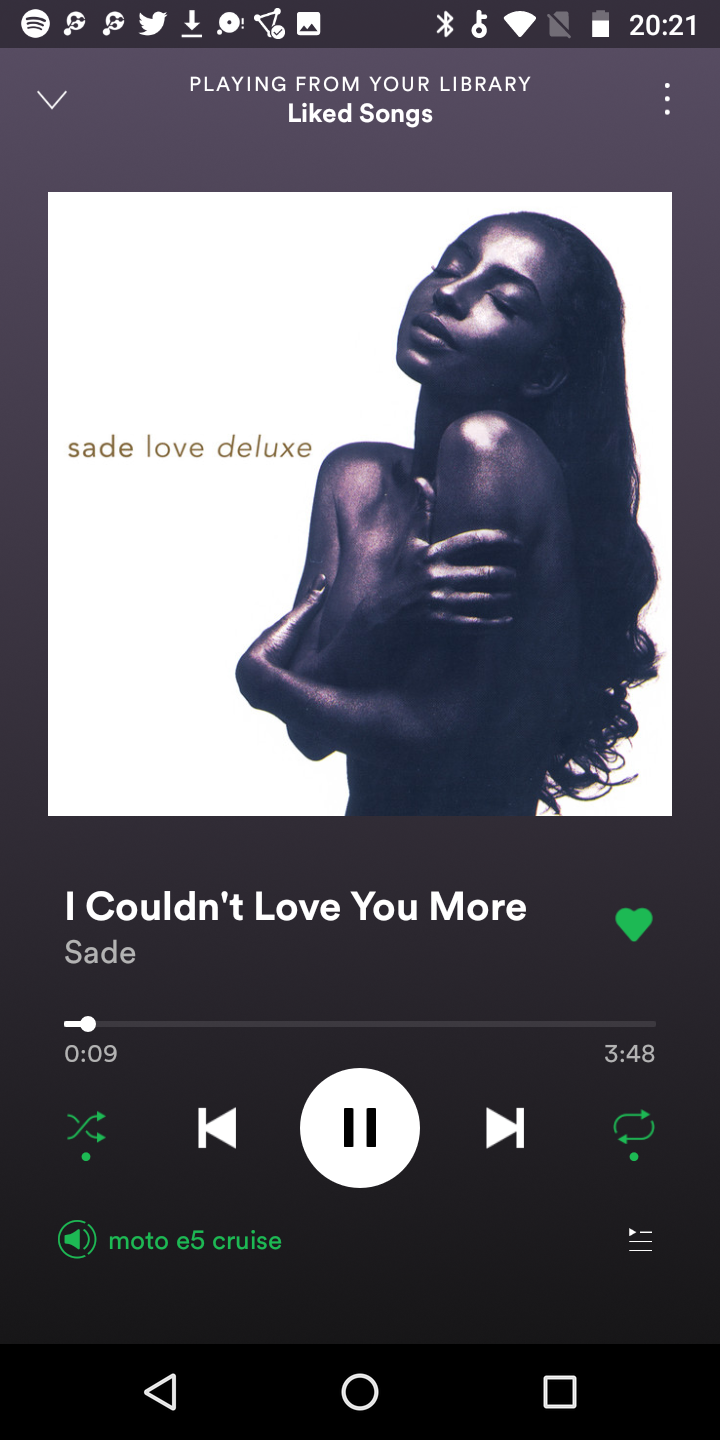 20:21
PLAYING FROM YOUR LIBRARY
Liked Songs
sade love deluxe
I Couldn't Love You More
Sade
0:09
3:48
moto e5 cruise